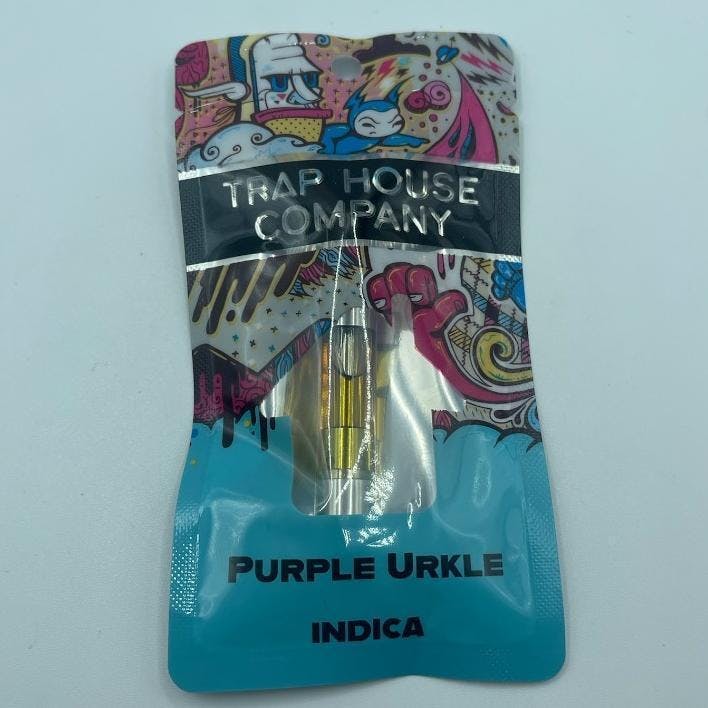 TRAP HOUSE
COMPANY
PURPLE URKLE
INDICA